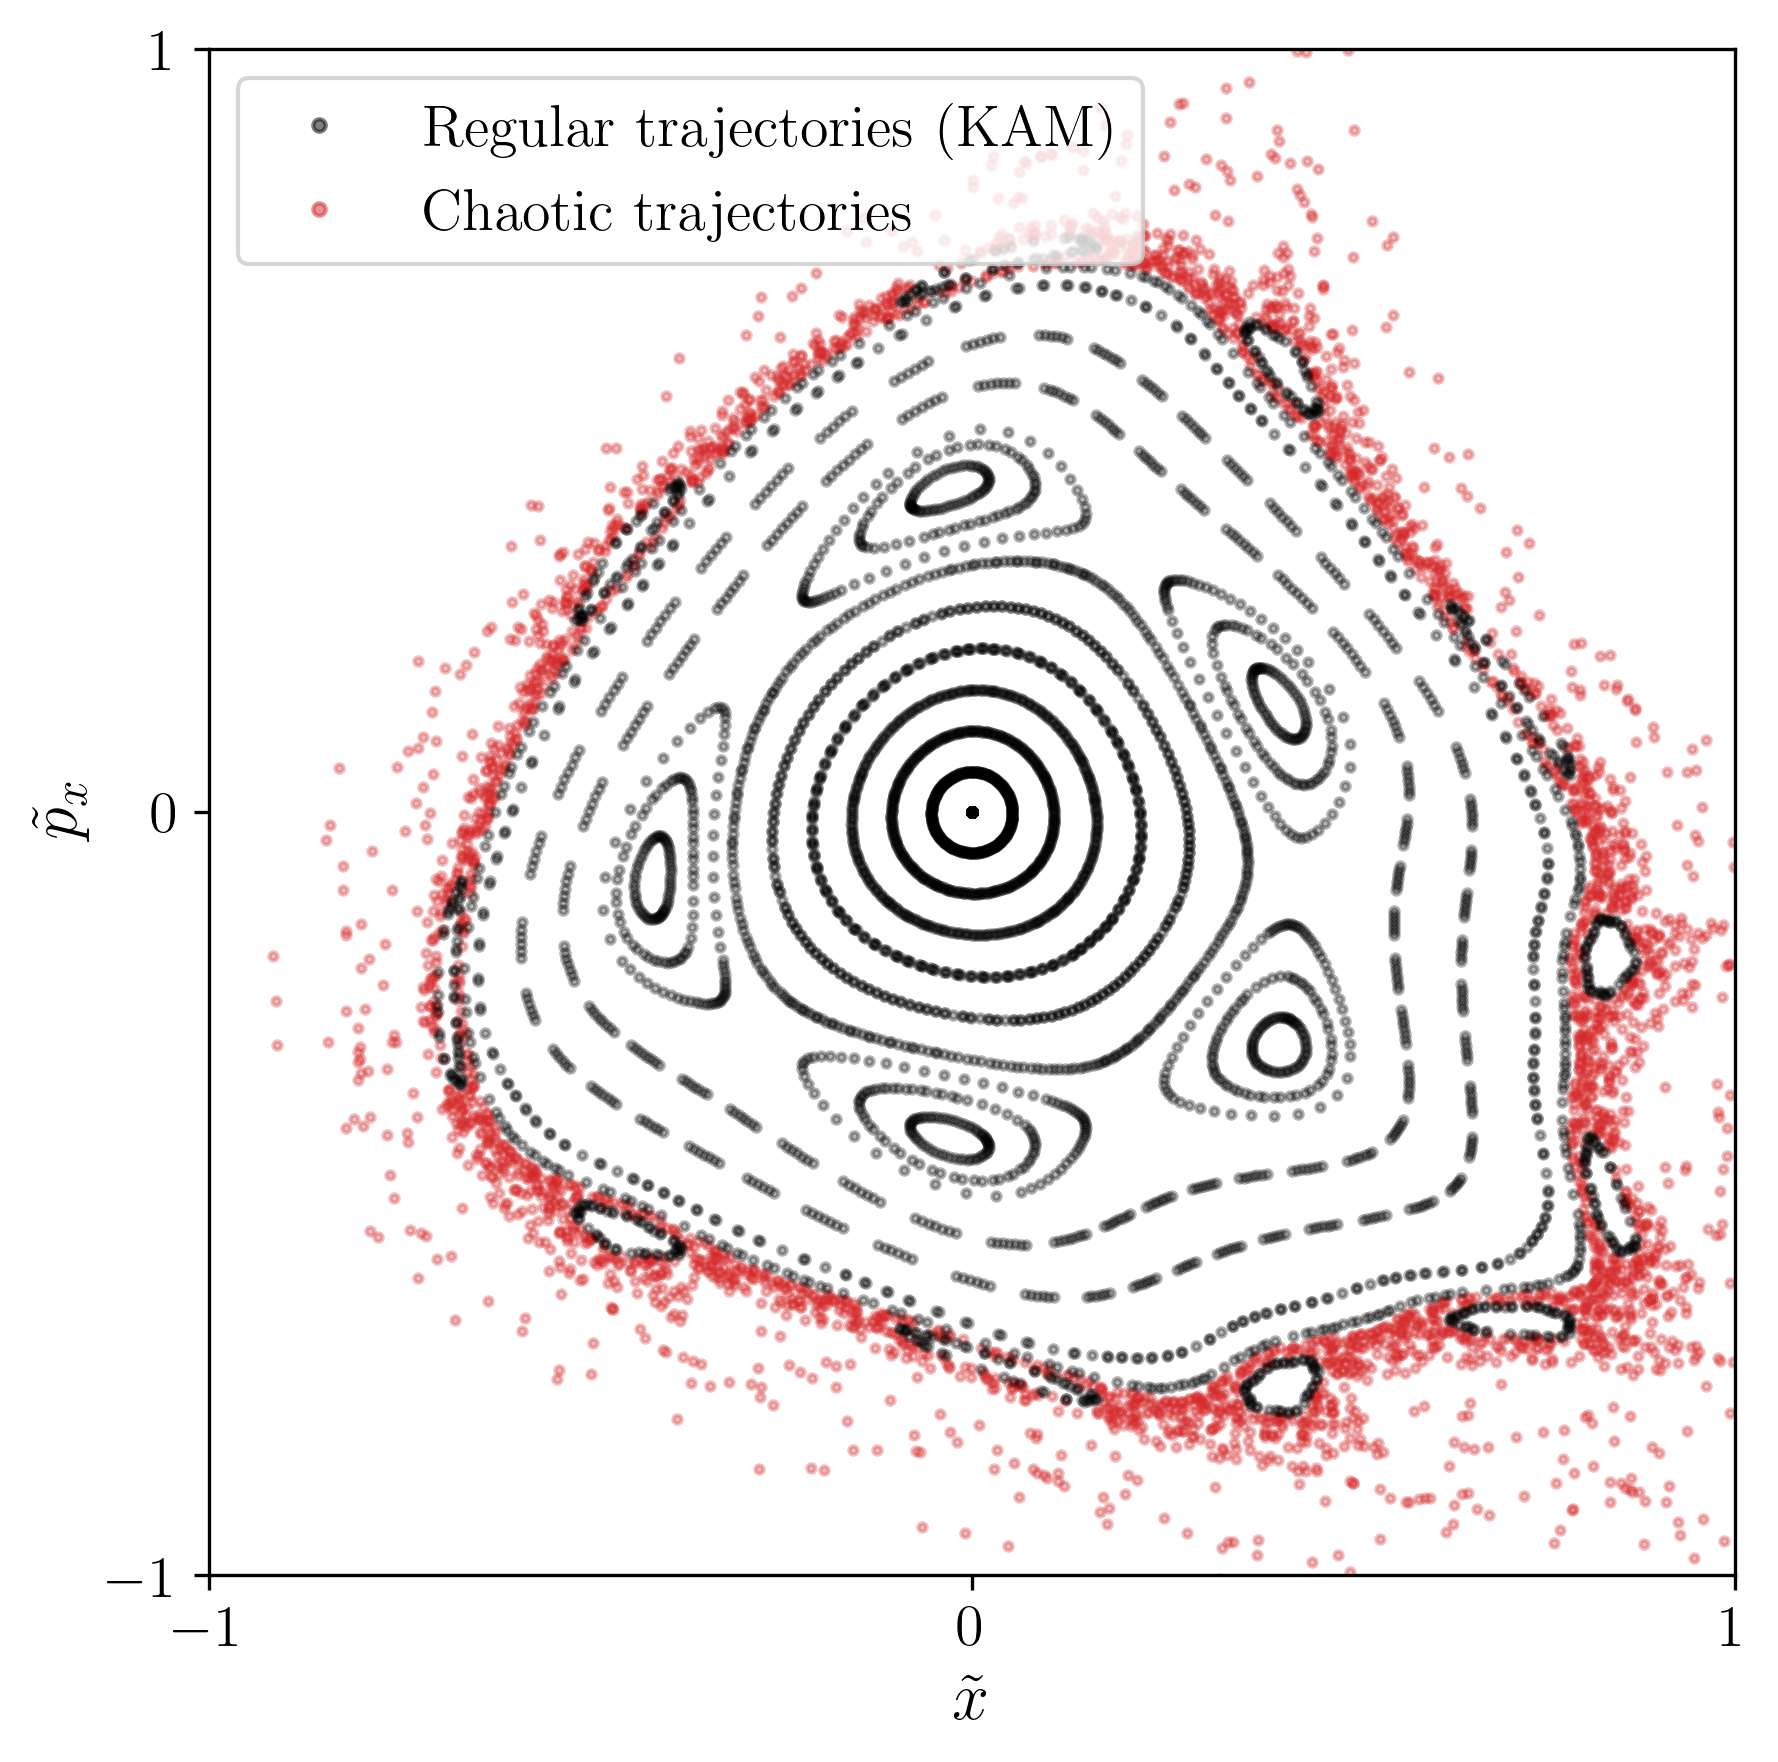 1
Regular trajectories (KAM)
Chaotic trajectories
p̃ₓ
0
−1
−1 0 1
x̃